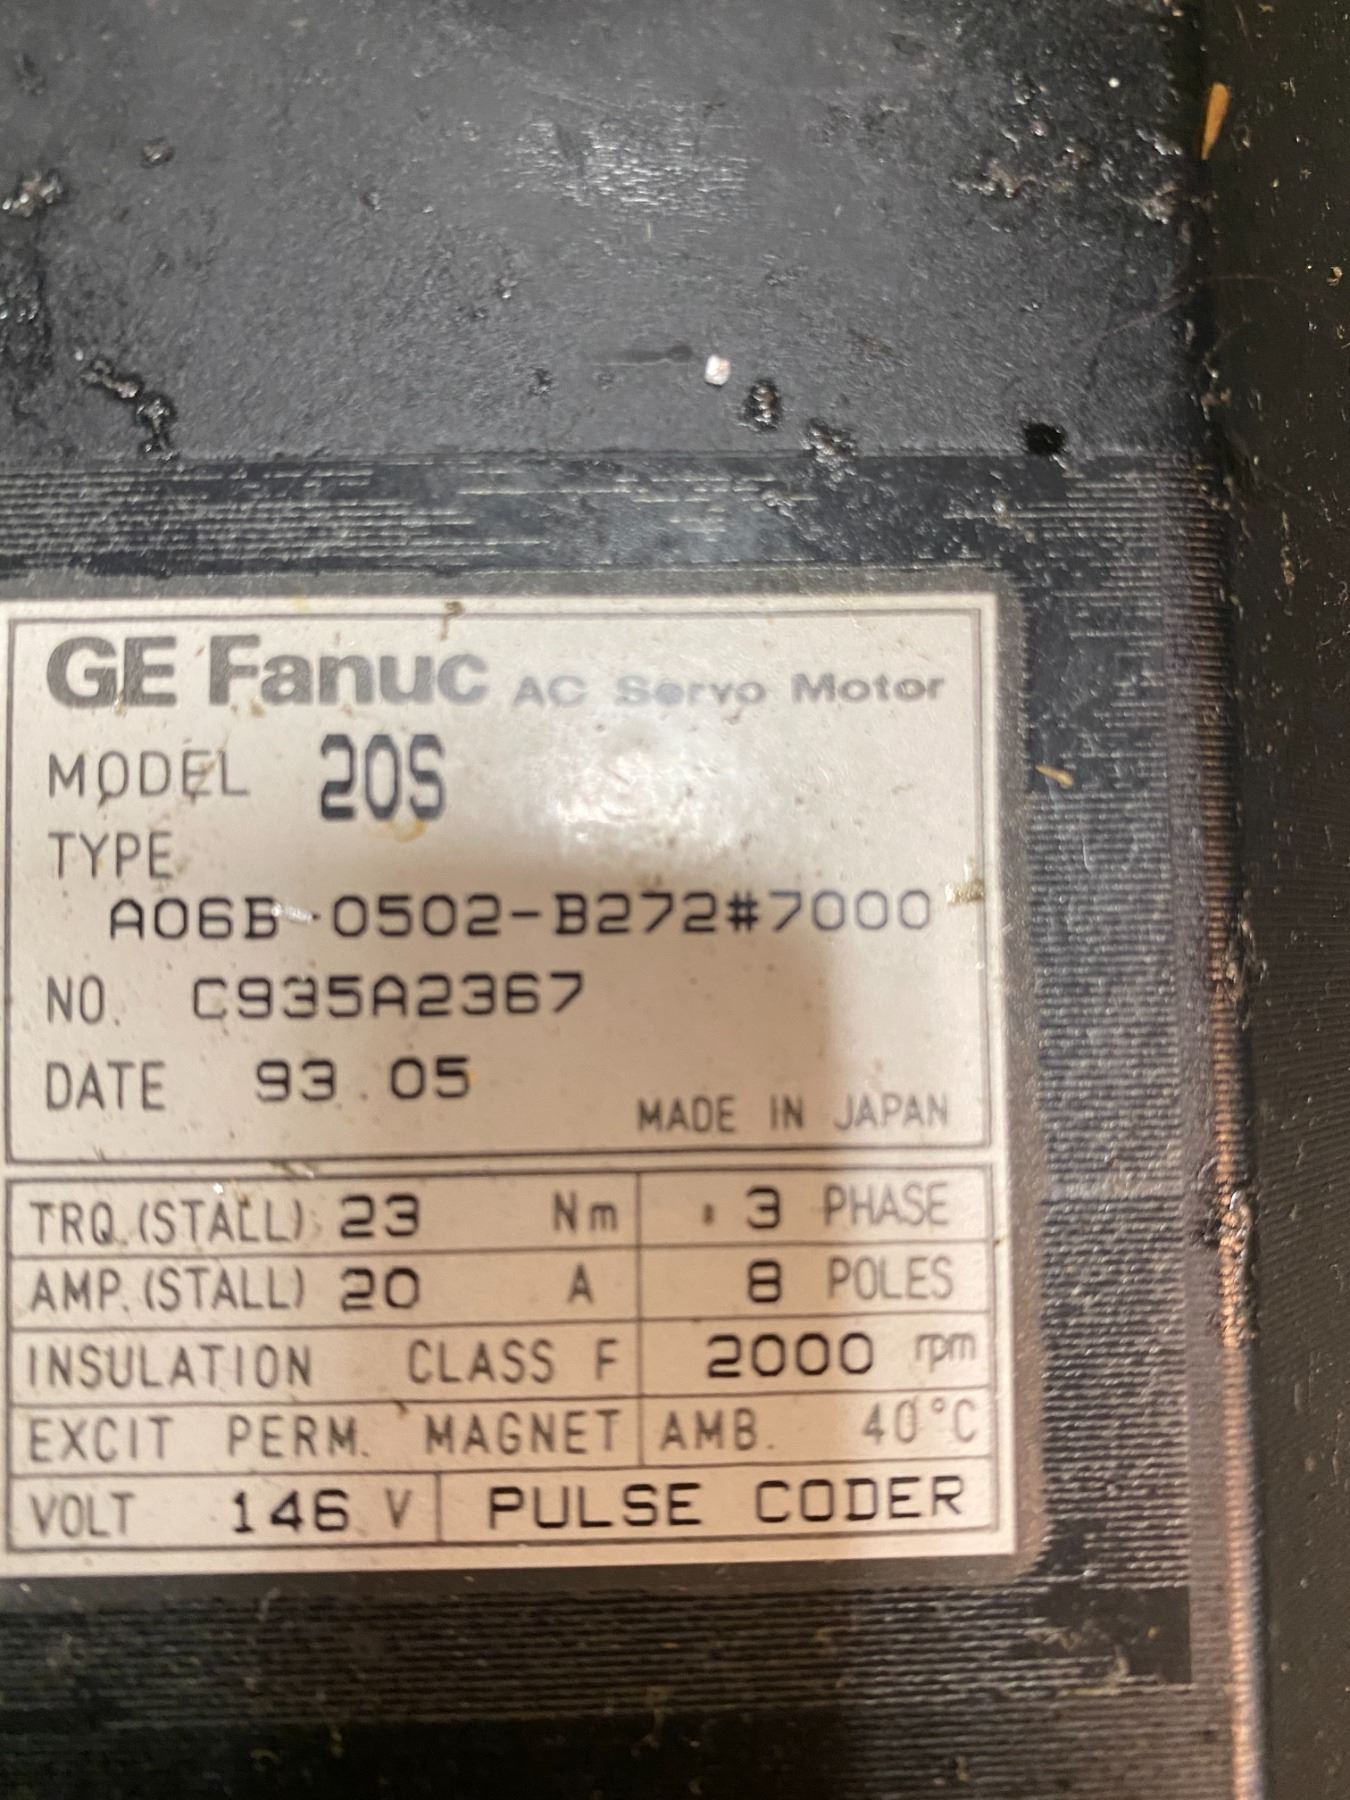 GE Fanuc AC Servo Motor
MODEL 20S
TYPE
A06B-0502-B272#7000
NO. C935A2367
DATE 93.05
MADE IN JAPAN
TRQ.(STALL) 23 Nm 3 PHASE
AMP.(STALL) 20 A 8 POLES
INSULATION CLASS F 2000 rpm
EXCIT PERM. MAGNET AMB. 40°C
VOLT 146 V PULSE CODER